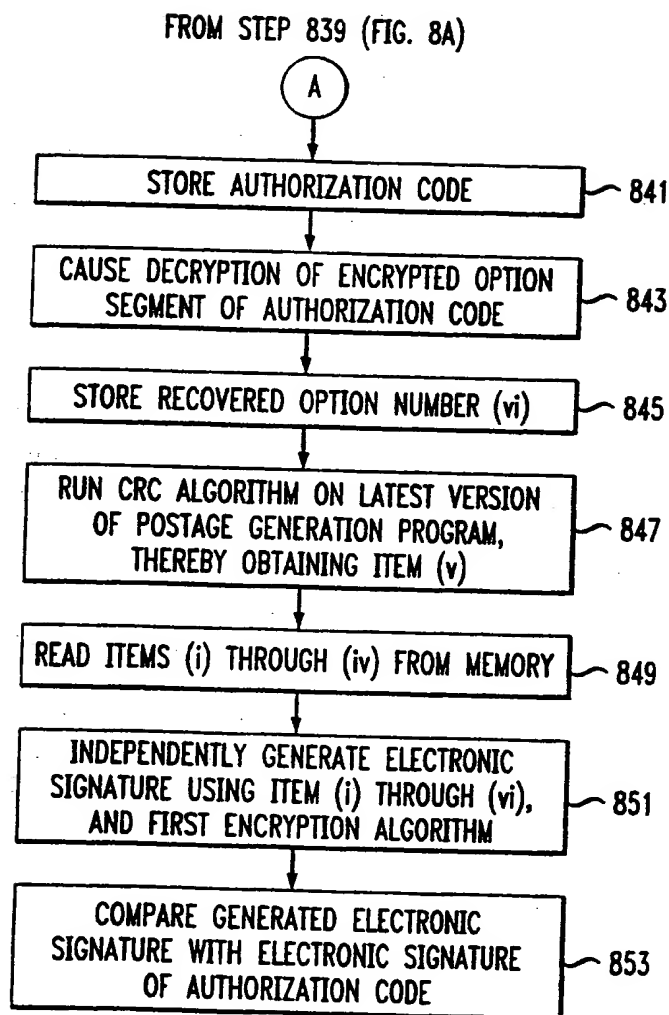 FROM STEP 839 (FIG. 8A)
A
STORE AUTHORIZATION CODE
841
CAUSE DECRYPTION OF ENCRYPTED OPTION
SEGMENT OF AUTHORIZATION CODE
843
STORE RECOVERED OPTION NUMBER (vi)
845
RUN CRC ALGORITHM ON LATEST VERSION
OF POSTAGE GENERATION PROGRAM,
THEREBY OBTAINING ITEM (v)
847
READ ITEMS (i) THROUGH (iv) FROM MEMORY
849
INDEPENDENTLY GENERATE ELECTRONIC
SIGNATURE USING ITEM (i) THROUGH (vi),
AND FIRST ENCRYPTION ALGORITHM
851
COMPARE GENERATED ELECTRONIC
SIGNATURE WITH ELECTRONIC SIGNATURE
OF AUTHORIZATION CODE
853